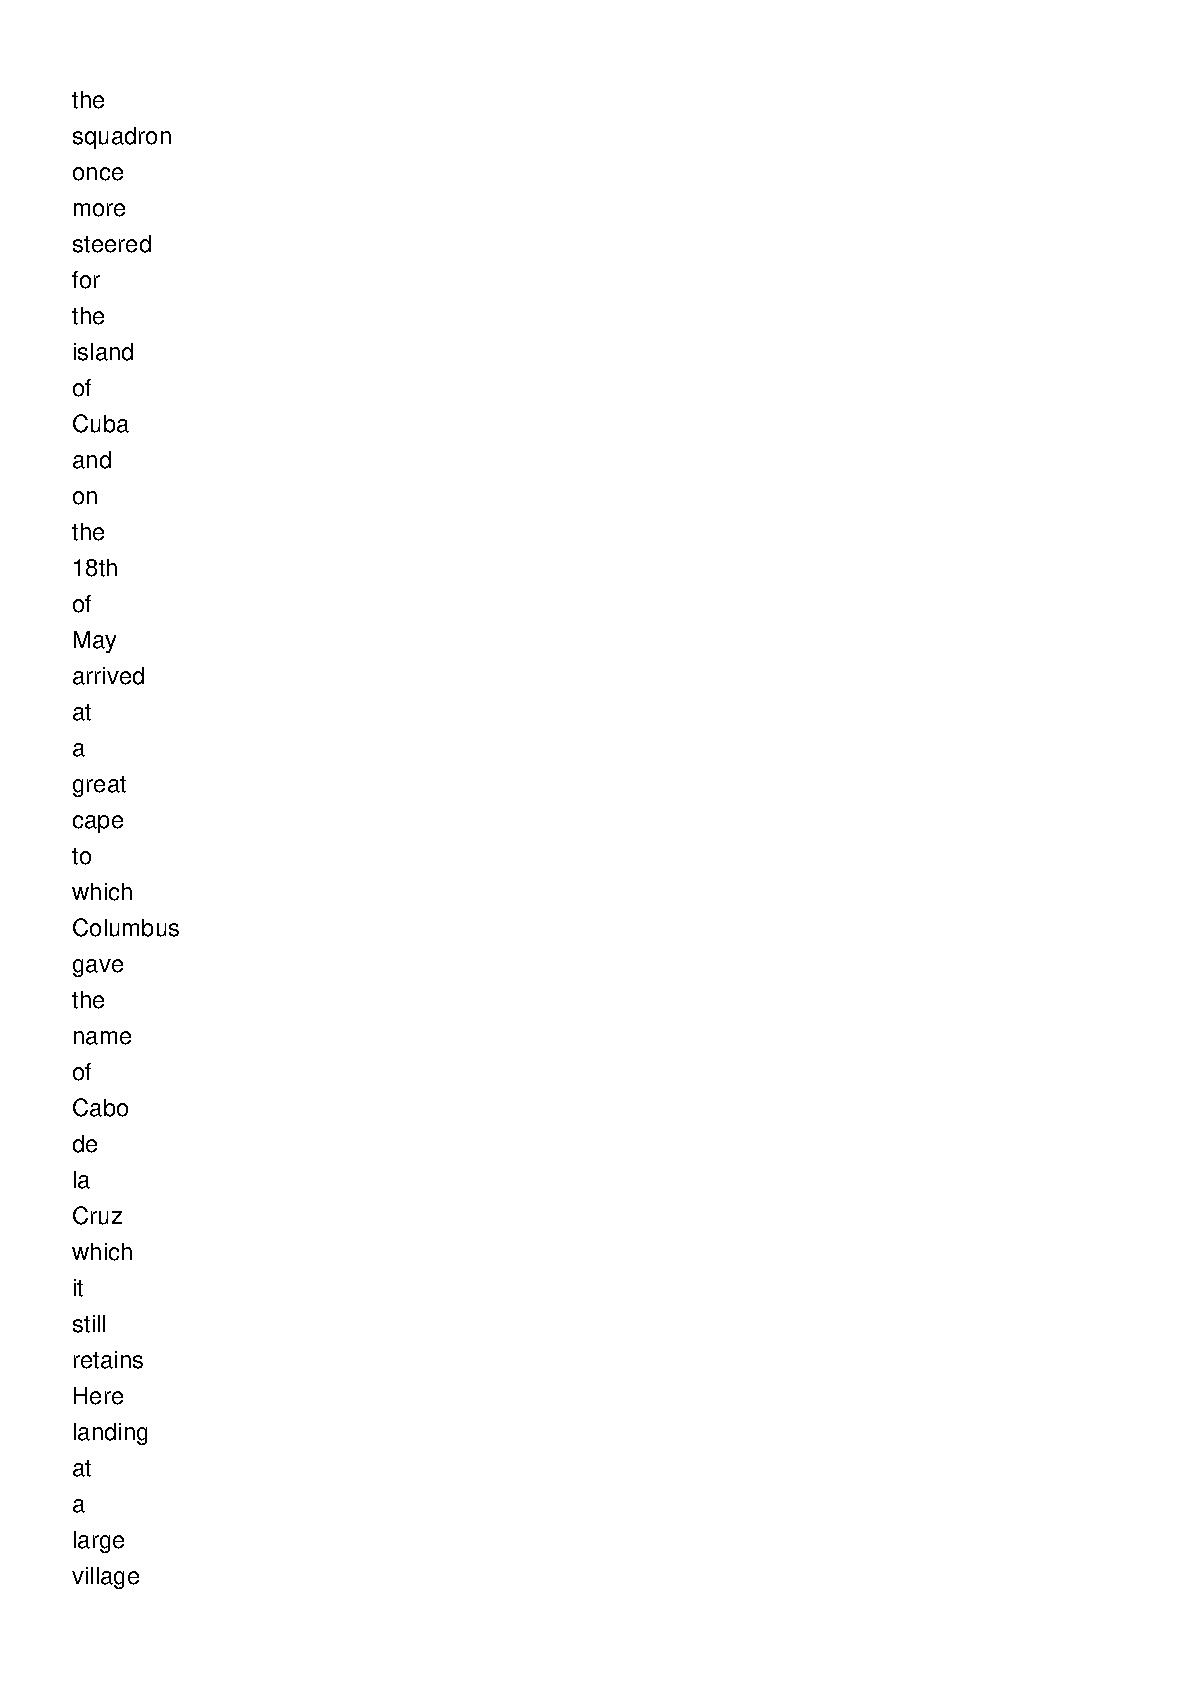 the
squadron
once
more
steered
for
the
island
of
Cuba
and
on
the
18th
of
May
arrived
at
a
great
cape
to
which
Columbus
gave
the
name
of
Cabo
de
la
Cruz
which
it
still
retains
Here
landing
at
a
large
village